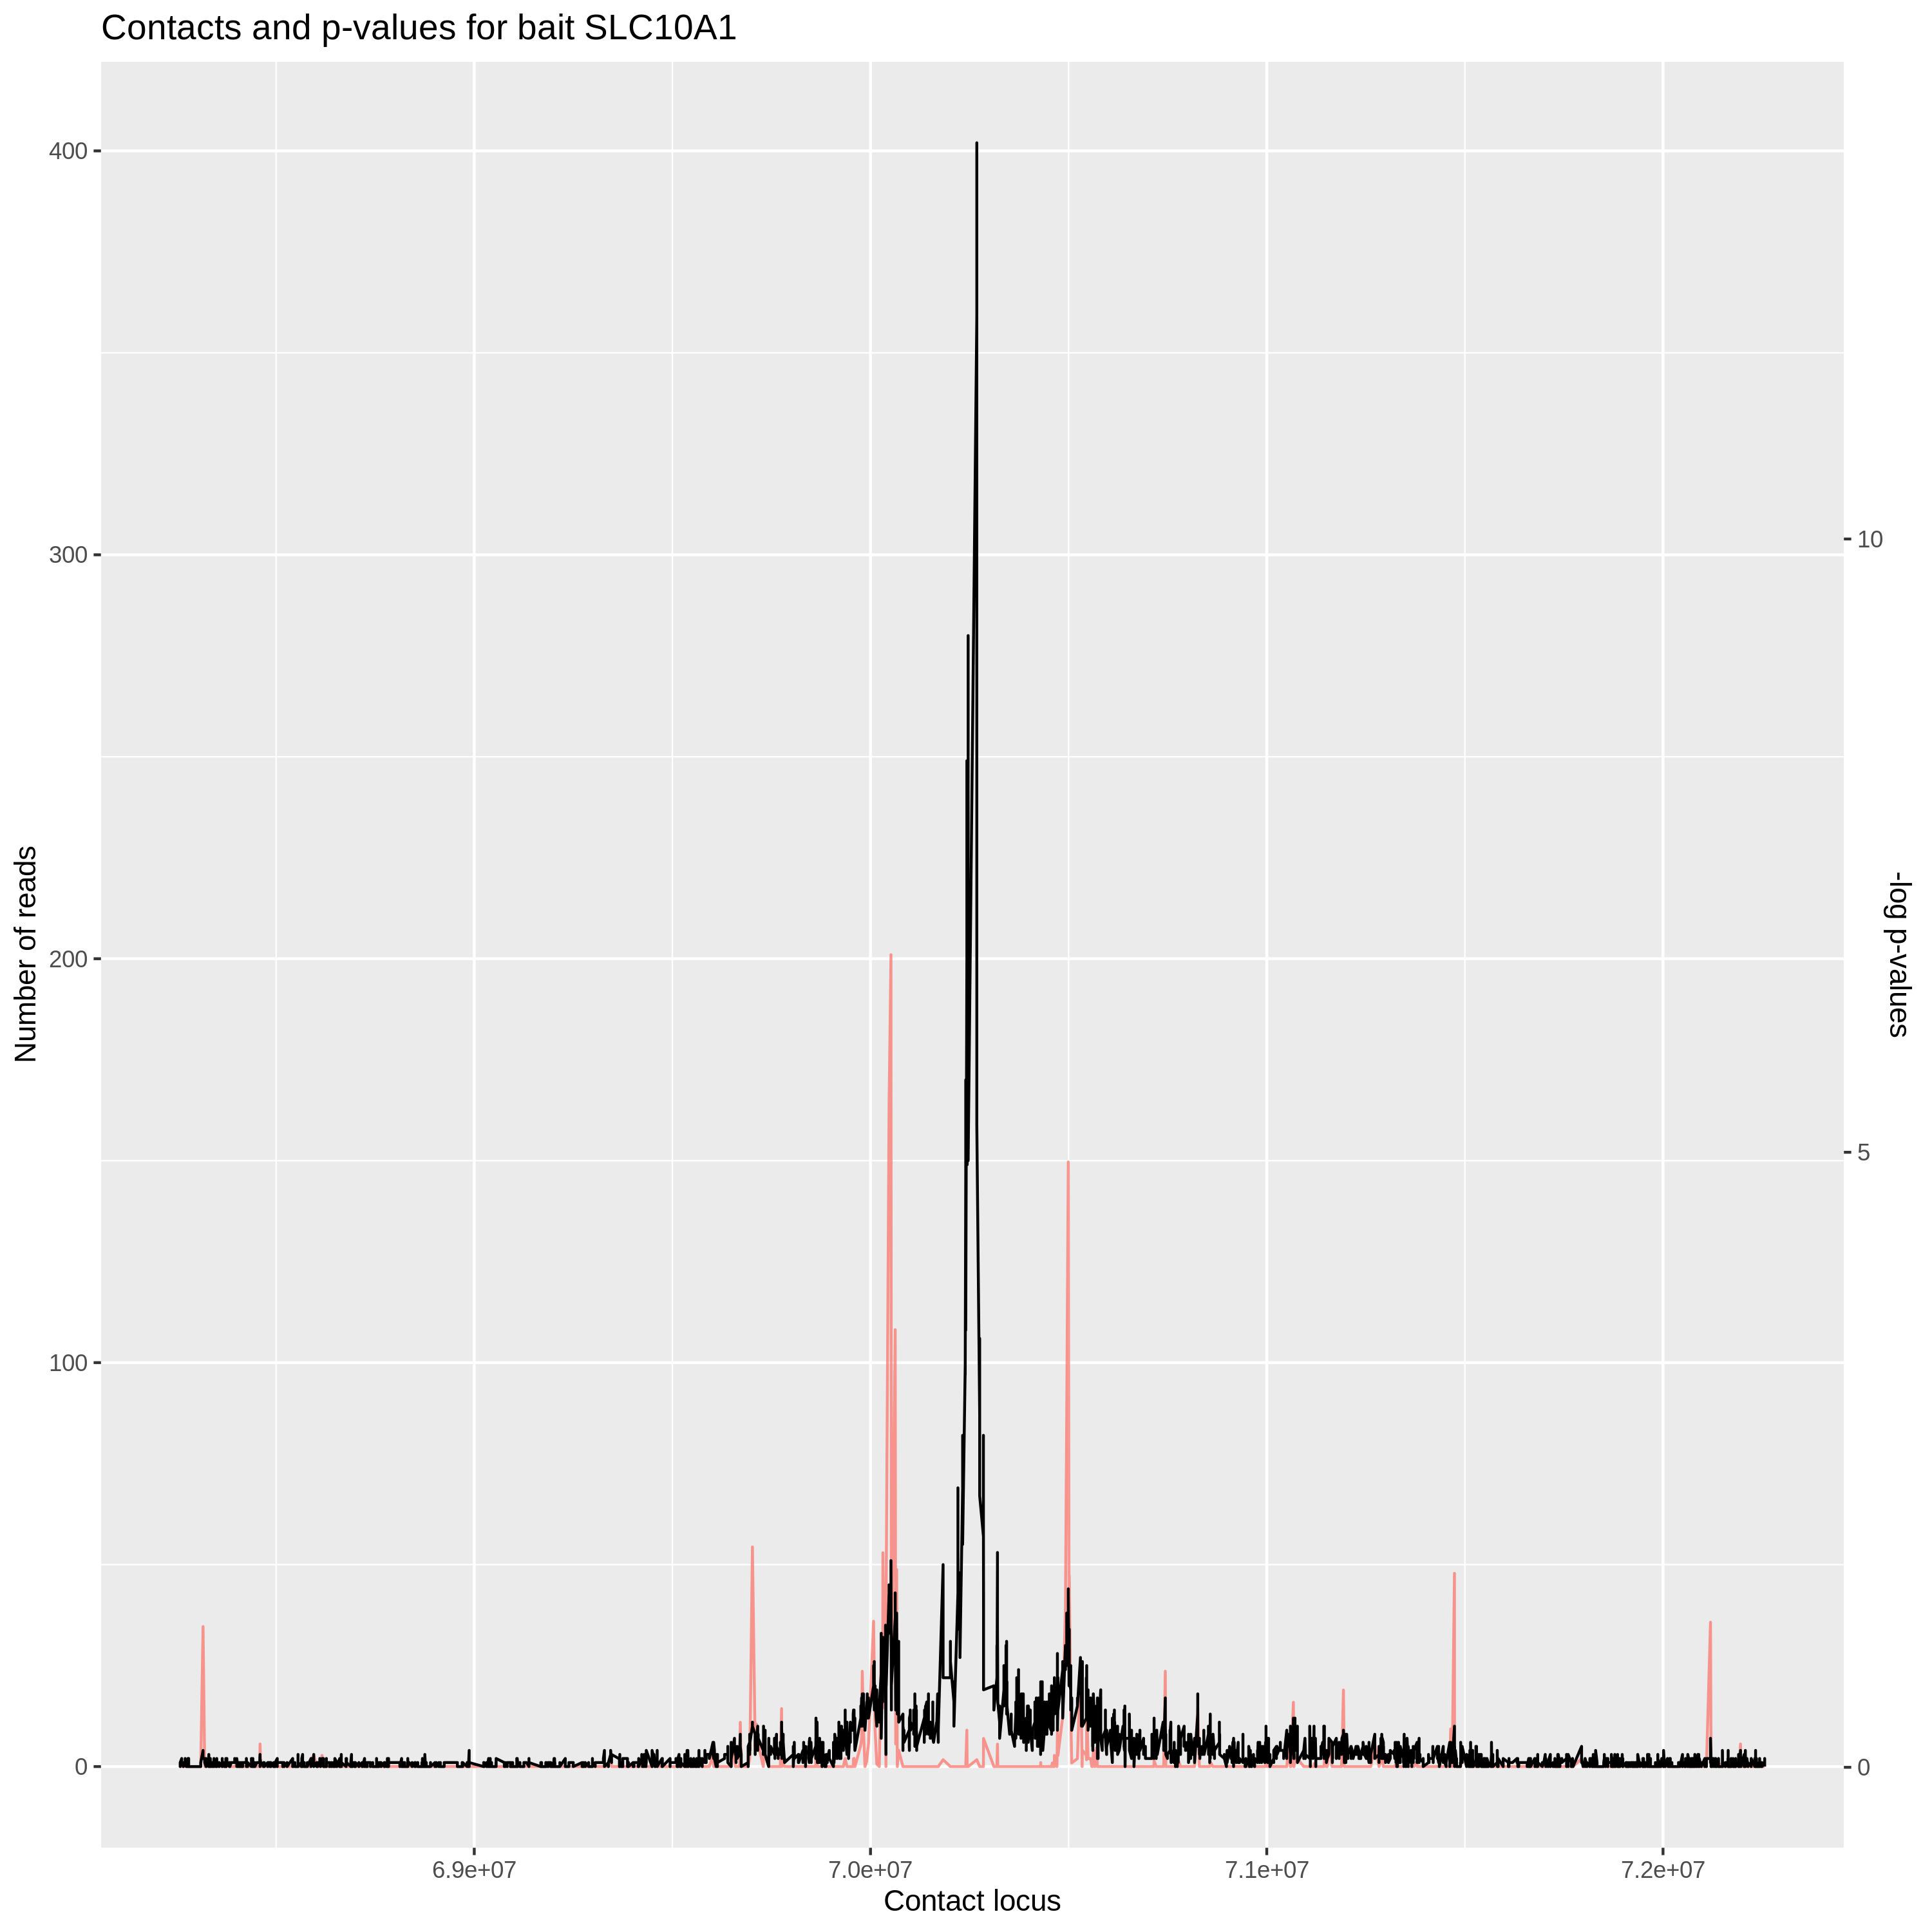 Contacts and p-values for bait SLC10A1
400
300
200
100
0
Number of reads
10
5
0
-log p-values
6.9e+07 7.0e+07 7.1e+07 7.2e+07
Contact locus